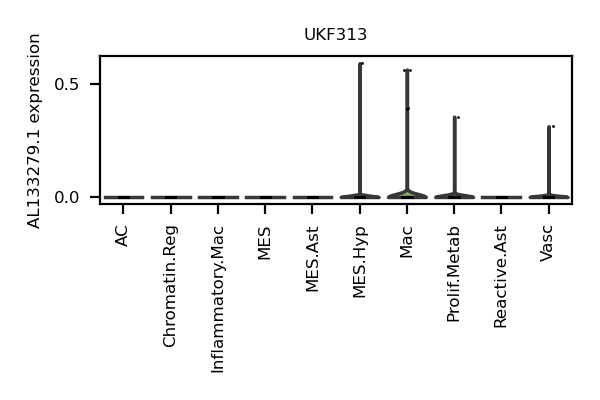 UKF313
AL133279.1 expression
0.5
0.0
AC
Chromatin.Reg
Inflammatory.Mac
MES
MES.Ast
MES.Hyp
Mac
Prolif.Metab
Reactive.Ast
Vasc